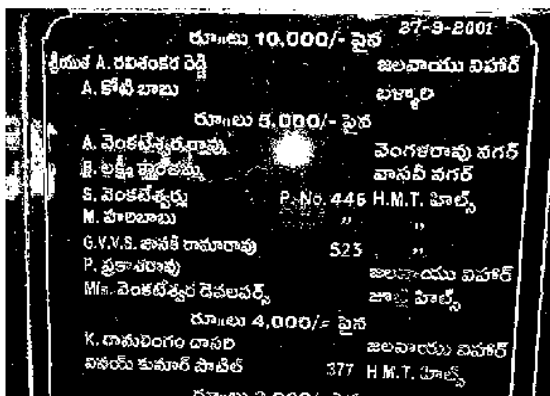 27-9-2001
రూ॥లు 10,000/- పైన
శ్రీయుత A. రవిశంకర రెడ్డి జలవాయు విహార్
A. కోటి బాబు బళ్ళారి
రూ॥లు 5,000/- పైన
A. వెంకటేశ్వర్రావు వెంగళరావు నగర్
B. లక్ష్మీ వాసవీ నగర్
S. వెంకటేశ్వర్లు P. No. 446 H.M.T. హిల్స్
M. హరిబాబు " "
G.V.V.S. జానకి రామారావు 523 "
P. ప్రకాశరావు జలవాయు విహార్
M/s. వెంకటేశ్వర డెవలపర్స్ హిల్స్
రూ॥లు 4,000/= పైన
K. రామలింగం దాసరి జలవాయు విహార్
వినయ్ కుమార్ పాటిల్ 377 H.M.T. హిల్స్